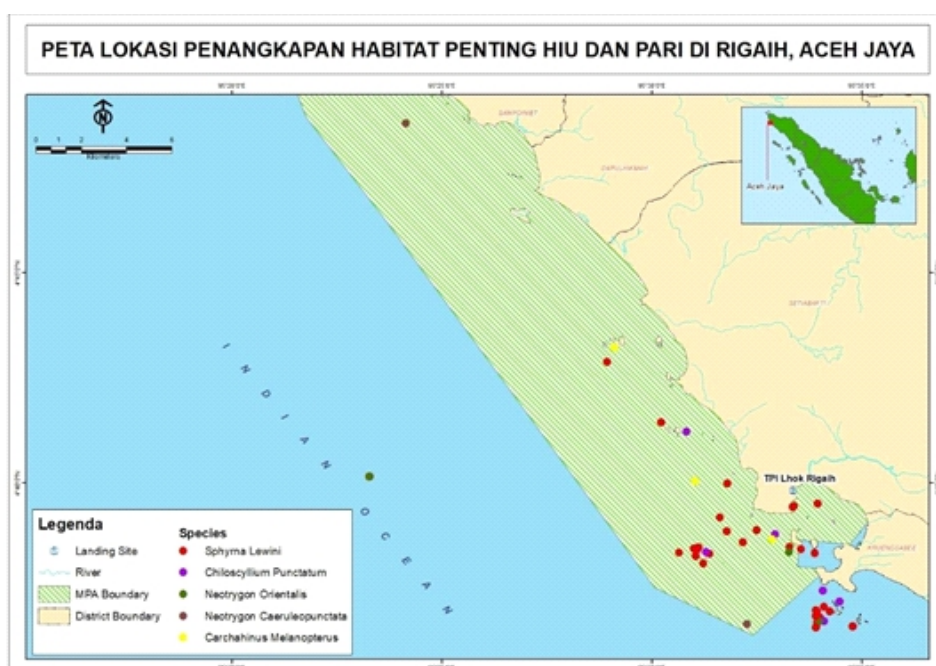 PETA LOKASI PENANGKAPAN HABITAT PENTING HIU DAN PARI DI RIGAIH, ACEH JAYA
N
Kilometers
Aceh Jaya
INDIAN OCEAN
TPI Lhok Rigaih
Legenda
Landing Site
River
MPA Boundary
District Boundary
Species
Sphyrna Lewini
Chiloscyllium Punctatum
Neotrygon Orientalis
Neotrygon Caeruleopunctata
Carchahinus Melanopterus